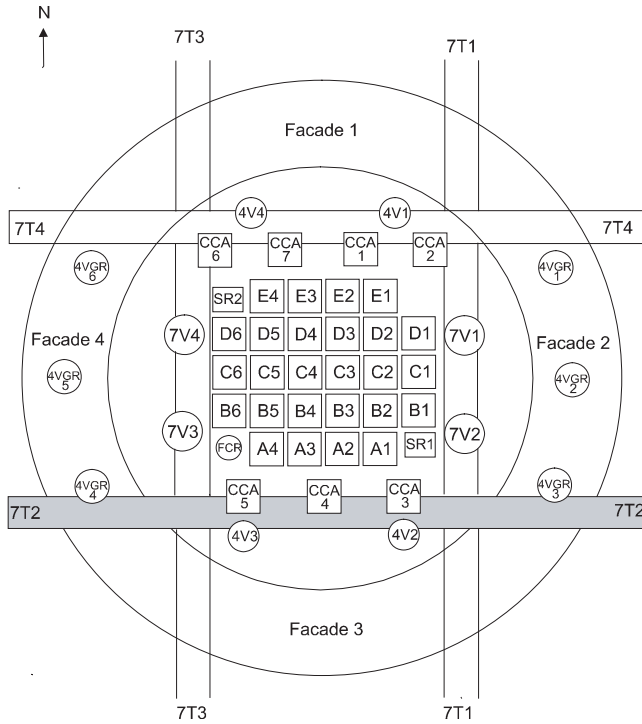 N
7T3
7T1
Facade 1
4V4
4V1
7T4
7T4
CCA 6
CCA 7
CCA 1
CCA 2
4VGR 6
4VGR 1
SR2
E4
E3
E2
E1
Facade 4
7V4
D6
D5
D4
D3
D2
D1
7V1
Facade 2
4VGR 5
C6
C5
C4
C3
C2
C1
4VGR 2
7V3
B6
B5
B4
B3
B2
B1
7V2
FCR
A4
A3
A2
A1
SR1
4VGR 4
CCA 5
CCA 4
CCA 3
4VGR 3
7T2
7T2
4V3
4V2
Facade 3
7T3
7T1